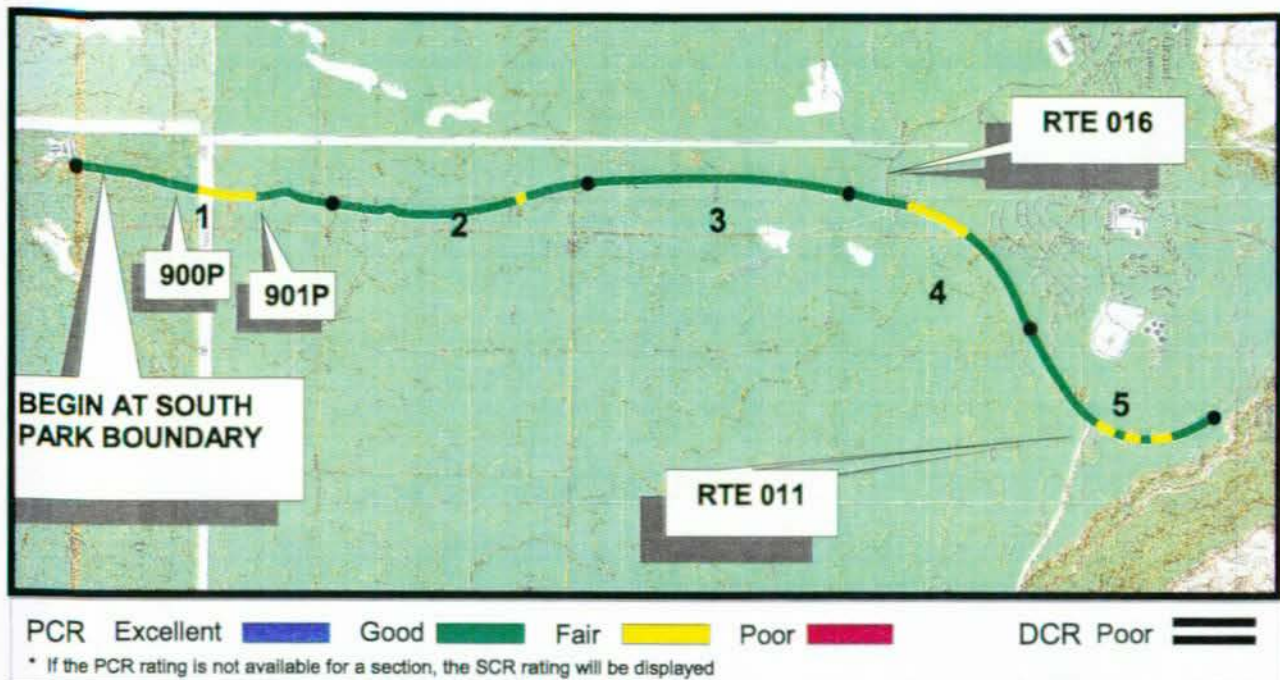 RTE 016
1
2
3
900P
901P
4
BEGIN AT SOUTH
PARK BOUNDARY
5
RTE 011
PCR Excellent Good Fair Poor DCR Poor
* If the PCR rating is not available for a section, the SCR rating will be displayed